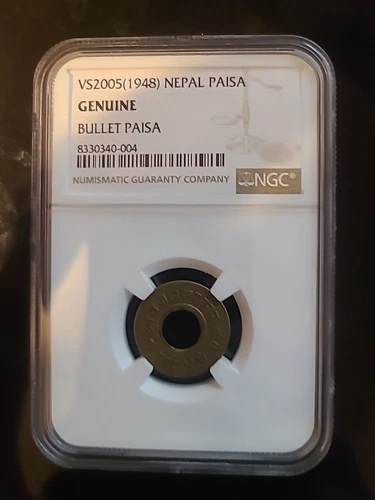 VS2005(1948) NEPAL PAISA
GENUINE
BULLET PAISA
8330340-004
NUMISMATIC GUARANTY COMPANY
NGC®